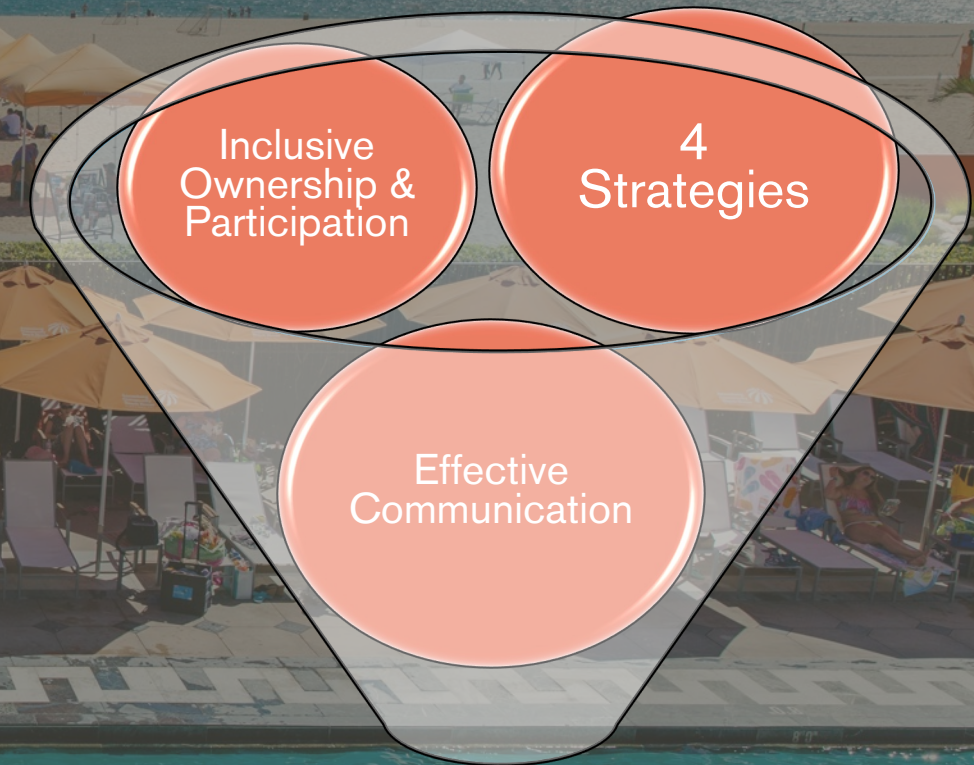 Inclusive
Ownership &
Participation
4
Strategies
Effective
Communication